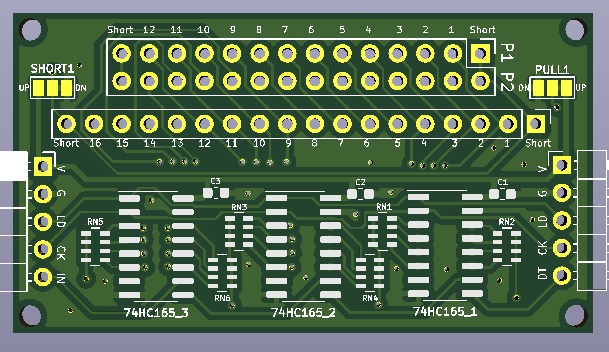 Short 12 11 10 9 8 7 6 5 4 3 2 1 Short
P1
P2
SHORT1
UP DN
PULL1
DN UP
Short 16 15 14 13 12 11 10 9 8 7 6 5 4 3 2 1 Short
V
G
LD
CK
IN
V
G
LD
CK
DT
C3
C2
C1
RN5
RN3
RN1
RN2
RN6
RN4
74HC165_3
74HC165_2
74HC165_1